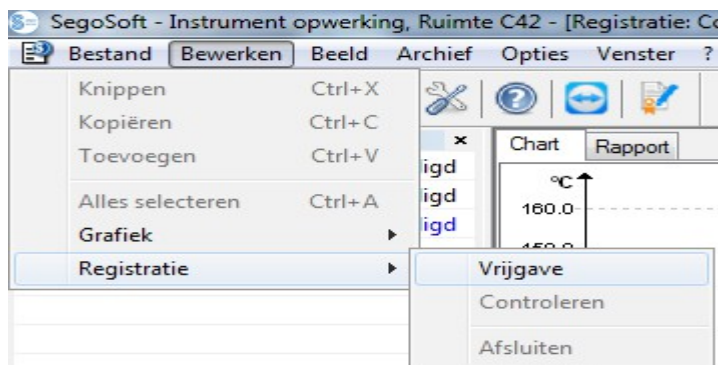 SegoSoft - Instrument opwerking, Ruimte C42 - [Registratie: Co
Bestand Bewerken Beeld Archief Opties Venster ?
Knippen Ctrl+X
Kopiëren Ctrl+C
Toevoegen Ctrl+V
Alles selecteren Ctrl+A
Grafiek
Registratie
igd
igd
igd
Chart Rapport
°C
160.0
Vrijgave
Controleren
Afsluiten